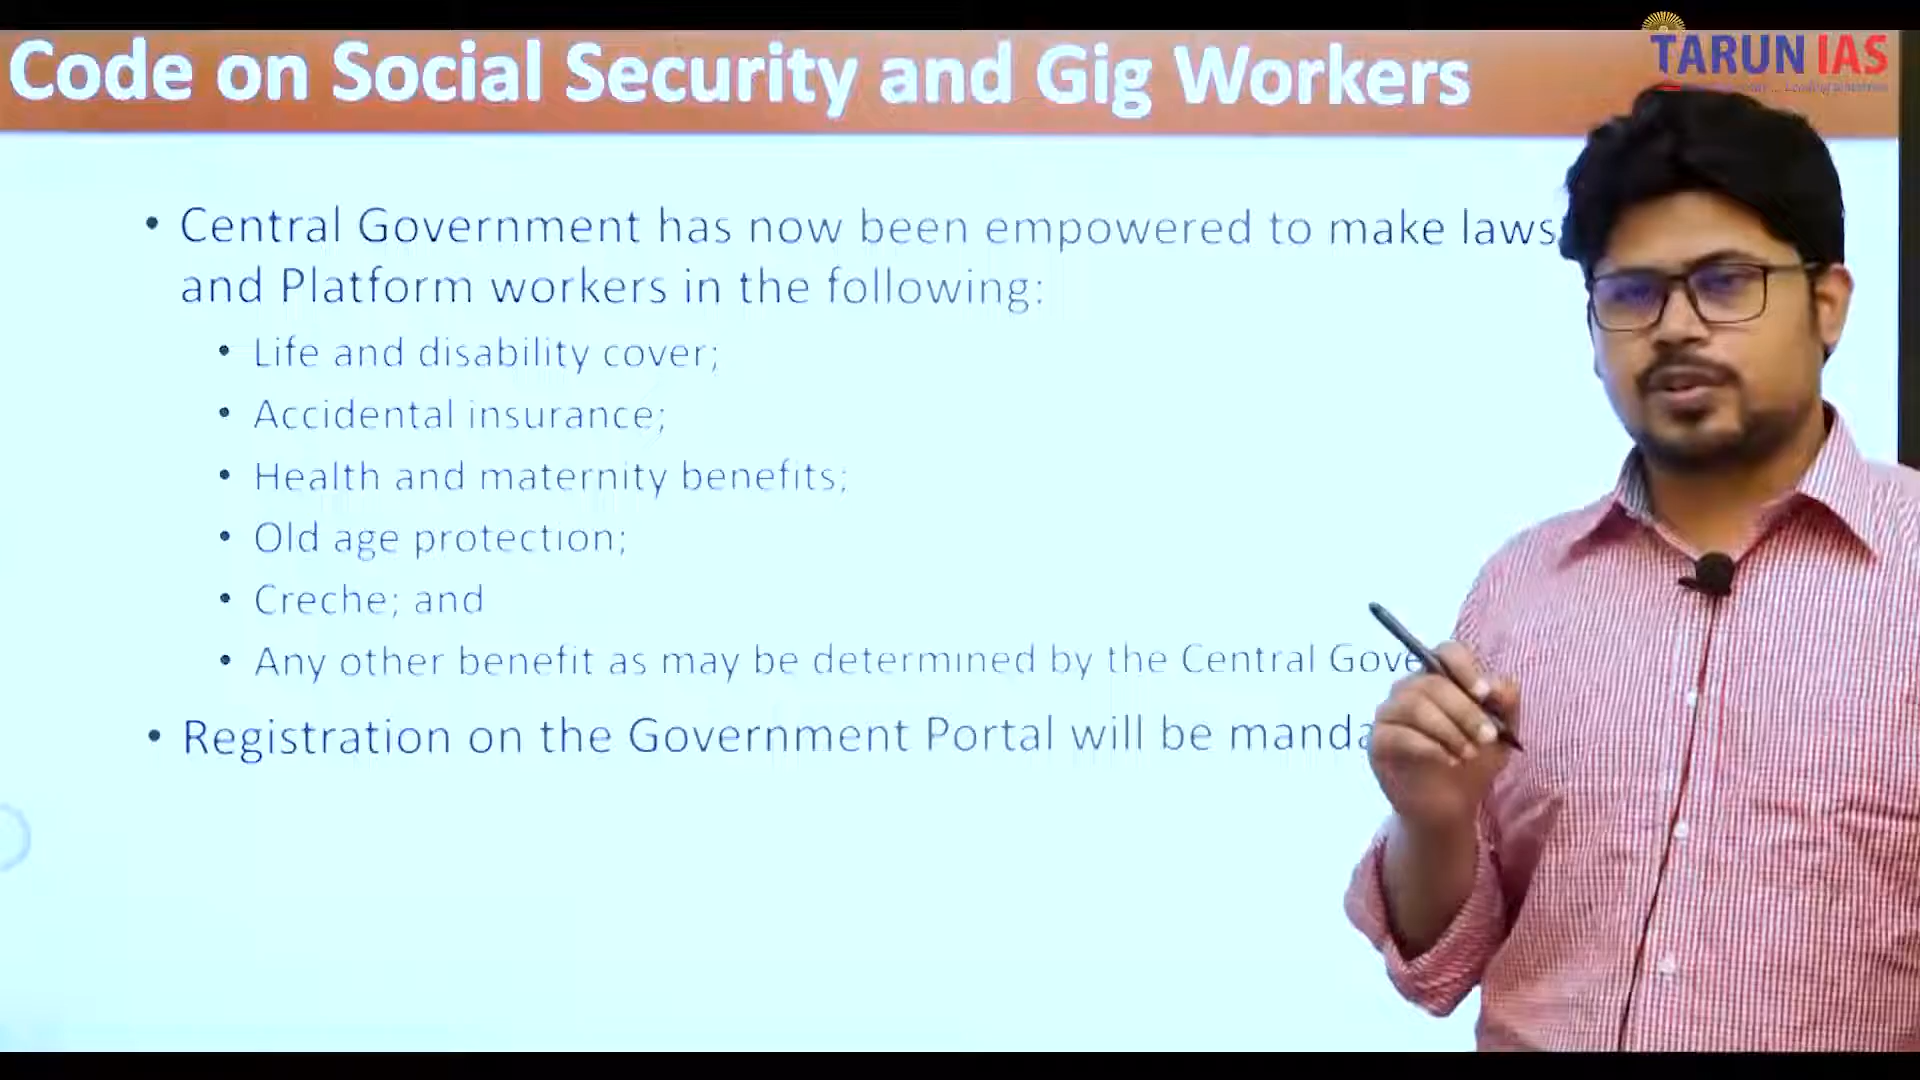 Code on Social Security and Gig Workers
TARUN IAS
• Central Government has now been empowered to make laws
and Platform workers in the following:
• Life and disability cover;
• Accidental insurance;
• Health and maternity benefits;
• Old age protection;
• Creche; and
• Any other benefit as may be determined by the Central Gove
• Registration on the Government Portal will be manda